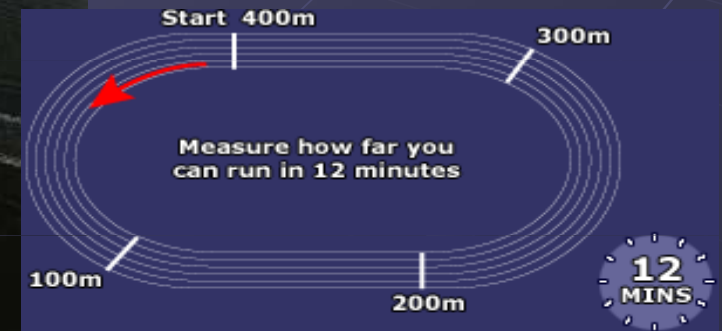 Start 400m
300m
Measure how far you
can run in 12 minutes
100m
200m
12
MINS